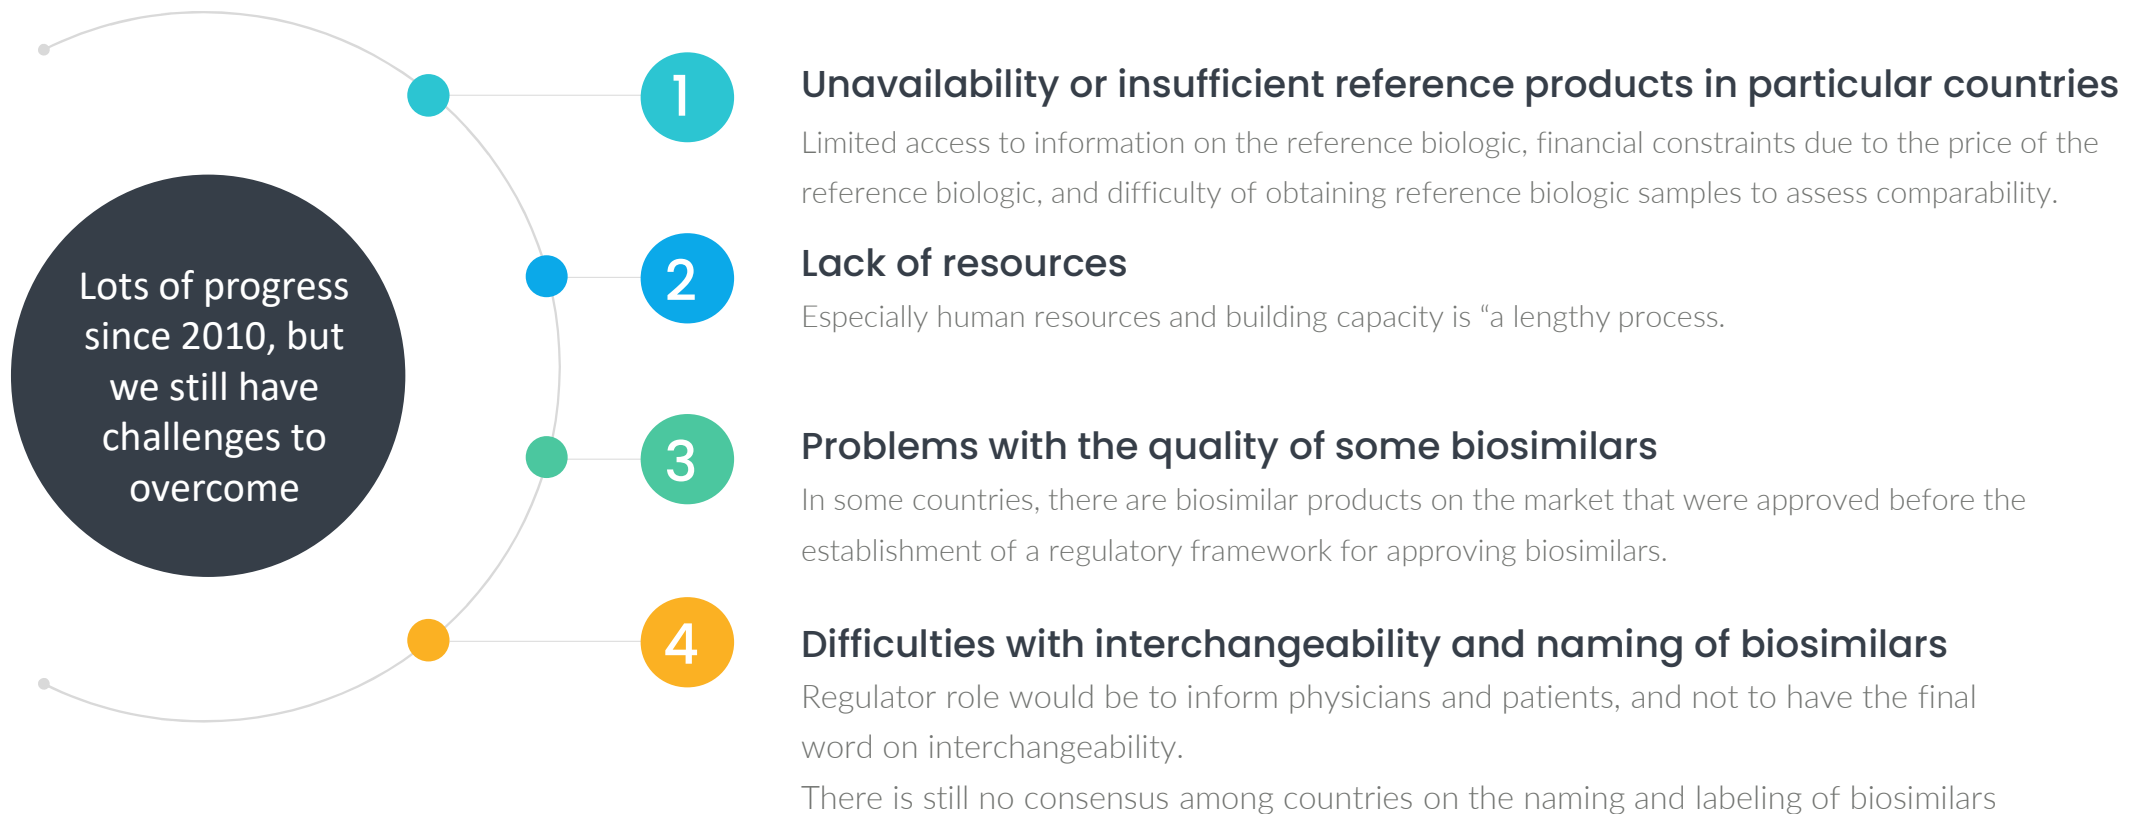 Lots of progress
since 2010, but
we still have
challenges to
overcome
1
Unavailability or insufficient reference products in particular countries
Limited access to information on the reference biologic, financial constraints due to the price of the
reference biologic, and difficulty of obtaining reference biologic samples to assess comparability.
2
Lack of resources
Especially human resources and building capacity is “a lengthy process.
3
Problems with the quality of some biosimilars
In some countries, there are biosimilar products on the market that were approved before the
establishment of a regulatory framework for approving biosimilars.
4
Difficulties with interchangeability and naming of biosimilars
Regulator role would be to inform physicians and patients, and not to have the final
word on interchangeability.
There is still no consensus among countries on the naming and labeling of biosimilars